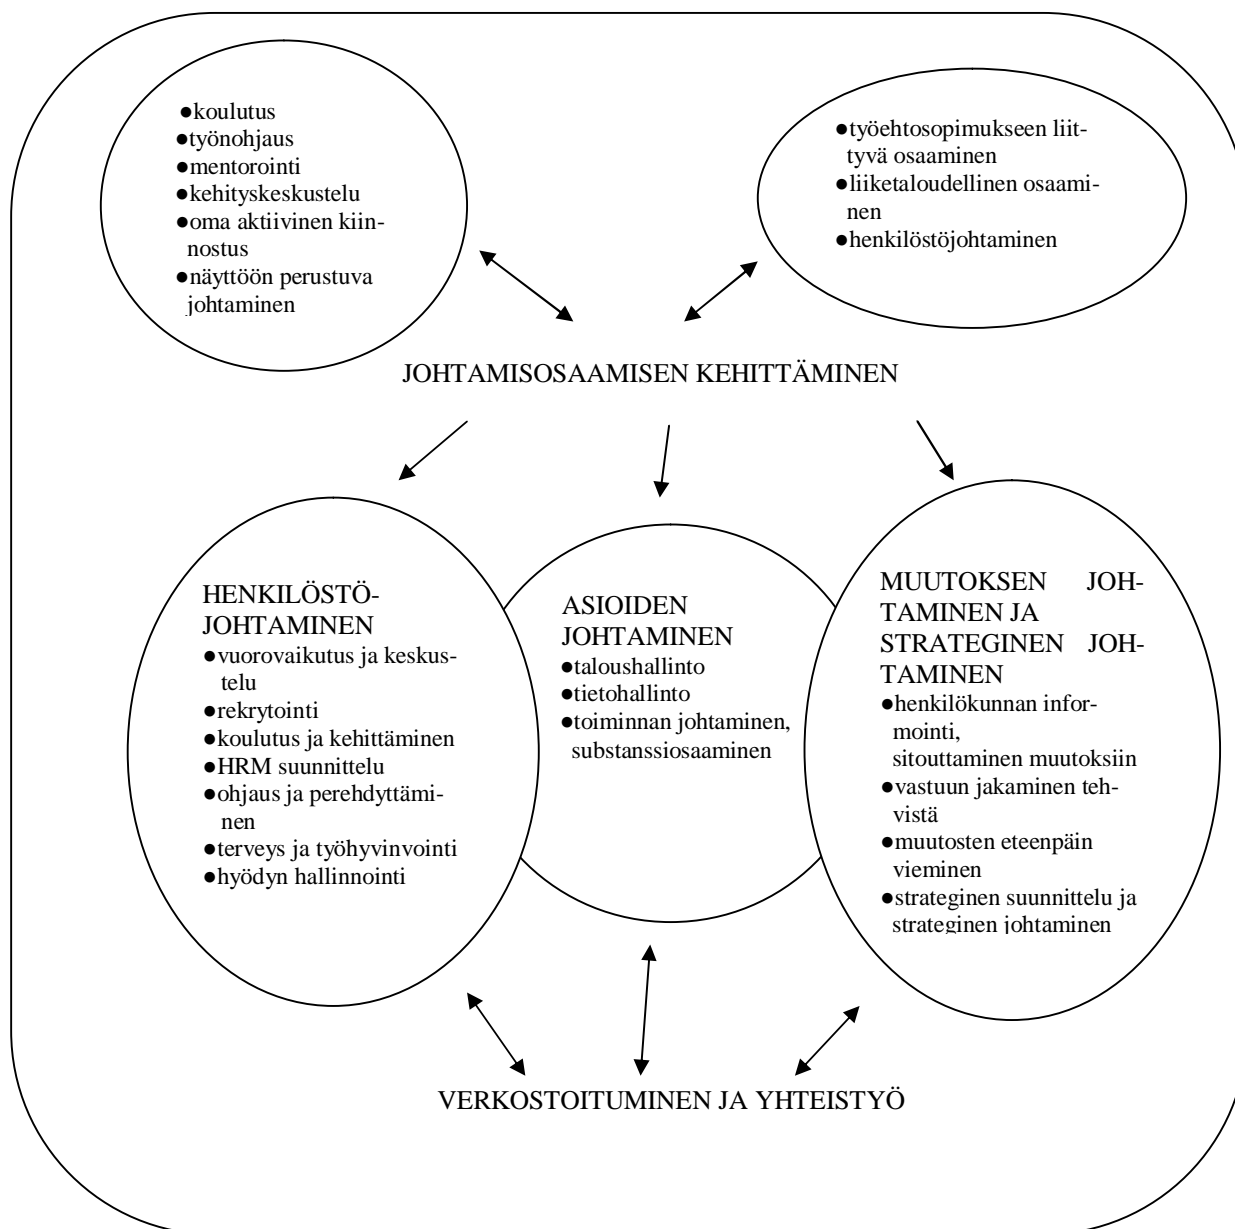 ●koulutus
●työnohjaus
●mentorointi
●kehityskeskustelu
●oma aktiivinen kiin-
nostus
●näyttöön perustuva
johtaminen
●työehtosopimukseen liit-
tyvä osaaminen
●liiketaloudellinen osaami-
nen
●henkilöstöjohtaminen
JOHTAMISOSAAMISEN KEHITTÄMINEN
HENKILÖSTÖ-
JOHTAMINEN
●vuorovaikutus ja keskus-
telu
●rekrytointi
●koulutus ja kehittäminen
●HRM suunnittelu
●ohjaus ja perehdyttämi-
nen
●terveys ja työhyvinvointi
●hyödyn hallinnointi
ASIOIDEN
JOHTAMINEN
●taloushallinto
●tietohallinto
●toiminnan johtaminen,
substanssiosaaminen
MUUTOKSEN JOH-
TAMINEN JA
STRATEGINEN JOH-
TAMINEN
●henkilökunnan infor-
mointi,
sitouttaminen muutoksiin
●vastuun jakaminen teh-
vistä
●muutosten eteenpäin
vieminen
●strateginen suunnittelu ja
strateginen johtaminen
VERKOSTOITUMINEN JA YHTEISTYÖ